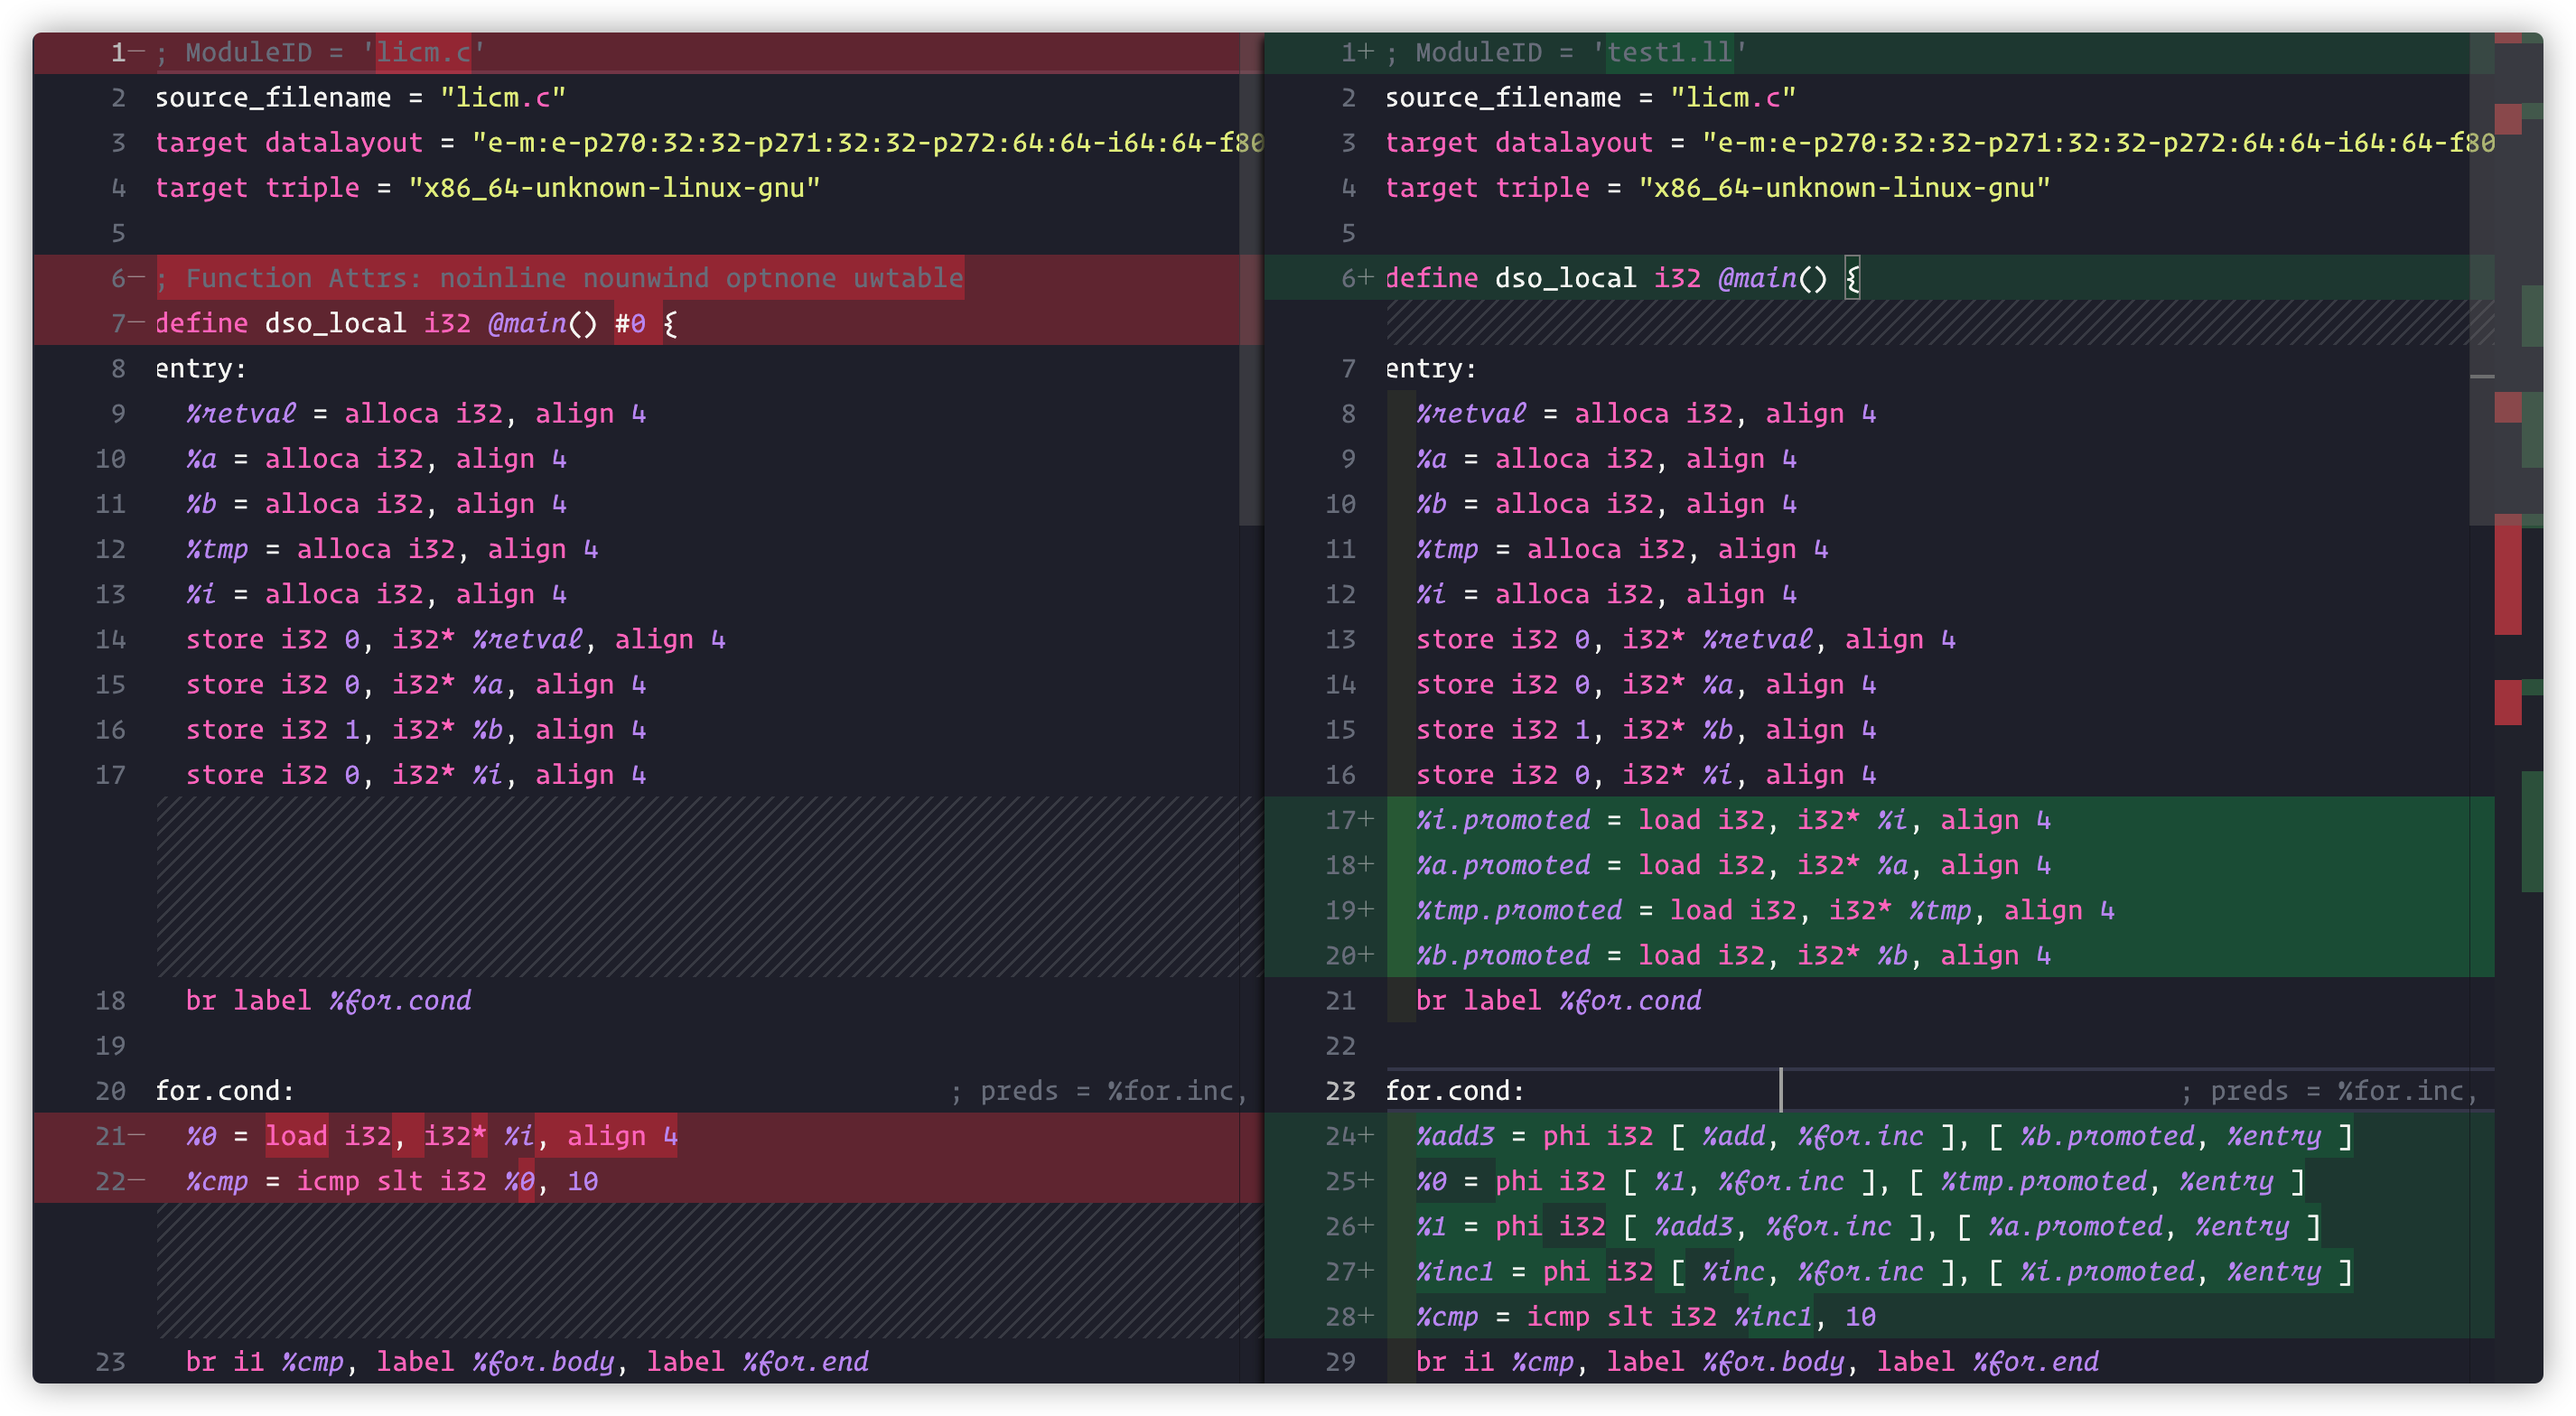 1− ; ModuleID = 'licm.c'
2 source_filename = "licm.c"
3 target datalayout = "e-m:e-p270:32:32-p271:32:32-p272:64:64-i64:64-f80
4 target triple = "x86_64-unknown-linux-gnu"
5
6− ; Function Attrs: noinline nounwind optnone uwtable
7− define dso_local i32 @main() #0 {
8 entry:
9   %retval = alloca i32, align 4
10   %a = alloca i32, align 4
11   %b = alloca i32, align 4
12   %tmp = alloca i32, align 4
13   %i = alloca i32, align 4
14   store i32 0, i32* %retval, align 4
15   store i32 0, i32* %a, align 4
16   store i32 1, i32* %b, align 4
17   store i32 0, i32* %i, align 4
18   br label %for.cond
19
20 for.cond: ; preds = %for.inc,
21−   %0 = load i32, i32* %i, align 4
22−   %cmp = icmp slt i32 %0, 10
23   br i1 %cmp, label %for.body, label %for.end
1+ ; ModuleID = 'test1.ll'
2 source_filename = "licm.c"
3 target datalayout = "e-m:e-p270:32:32-p271:32:32-p272:64:64-i64:64-f80
4 target triple = "x86_64-unknown-linux-gnu"
5
6+ define dso_local i32 @main() {
7 entry:
8   %retval = alloca i32, align 4
9   %a = alloca i32, align 4
10   %b = alloca i32, align 4
11   %tmp = alloca i32, align 4
12   %i = alloca i32, align 4
13   store i32 0, i32* %retval, align 4
14   store i32 0, i32* %a, align 4
15   store i32 1, i32* %b, align 4
16   store i32 0, i32* %i, align 4
17+   %i.promoted = load i32, i32* %i, align 4
18+   %a.promoted = load i32, i32* %a, align 4
19+   %tmp.promoted = load i32, i32* %tmp, align 4
20+   %b.promoted = load i32, i32* %b, align 4
21   br label %for.cond
22
23 for.cond: ; preds = %for.inc,
24+   %add3 = phi i32 [ %add, %for.inc ], [ %b.promoted, %entry ]
25+   %0 = phi i32 [ %1, %for.inc ], [ %tmp.promoted, %entry ]
26+   %1 = phi i32 [ %add3, %for.inc ], [ %a.promoted, %entry ]
27+   %inc1 = phi i32 [ %inc, %for.inc ], [ %i.promoted, %entry ]
28+   %cmp = icmp slt i32 %inc1, 10
29   br i1 %cmp, label %for.body, label %for.end